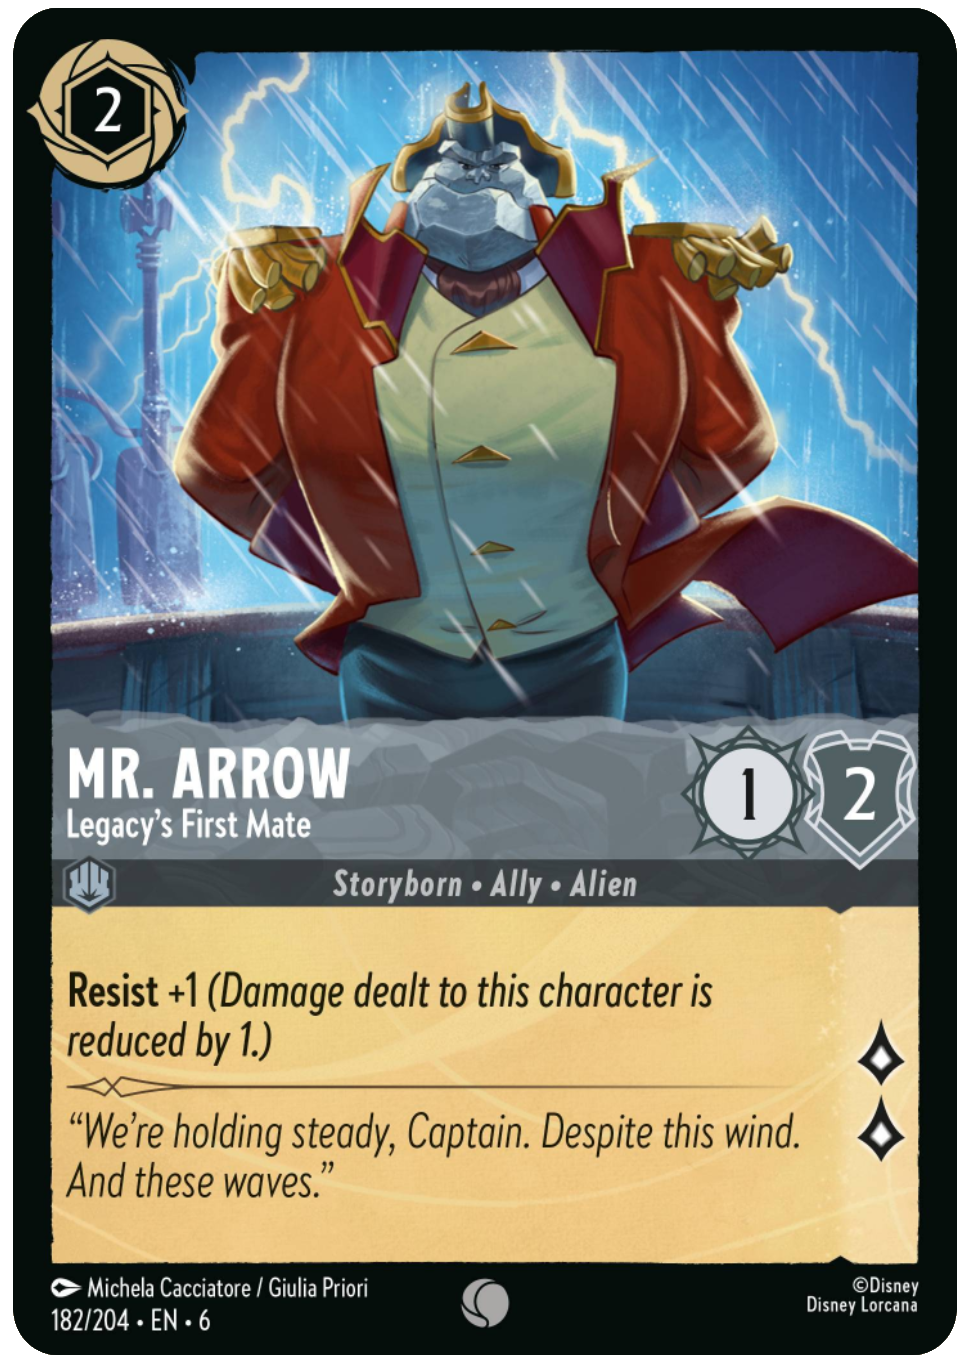 2
MR. ARROW
Legacy's First Mate
1
2
Storyborn • Ally • Alien
Resist +1 (Damage dealt to this character is
reduced by 1.)
“We're holding steady, Captain. Despite this wind.
And these waves.”
Michela Cacciatore / Giulia Priori
182/204 • EN • 6
©Disney
Disney Lorcana